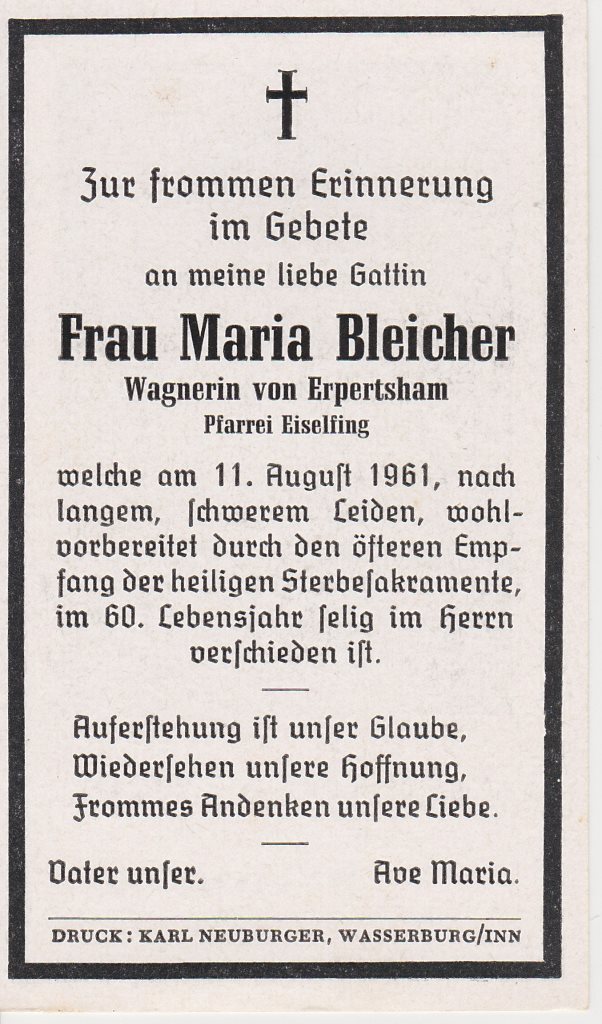 Zur frommen Erinnerung
im Gebete
an meine liebe Gattin
Frau Maria Bleicher
Wagnerin von Erpertsham
Pfarrei Eiselfing
welche am 11. Auguſt 1961, nach
langem, ſchwerem Leiden, wohl-
vorbereitet durch den öfteren Emp-
fang der heiligen Sterbeſakramente,
im 60. Lebensjahr ſelig im Herrn
verſchieden iſt.
Auferſtehung iſt unſer Glaube,
Wiederſehen unſere Hoffnung,
Frommes Andenken unſere Liebe.
Vater unſer. Ave Maria.
DRUCK: KARL NEUBURGER, WASSERBURG/INN